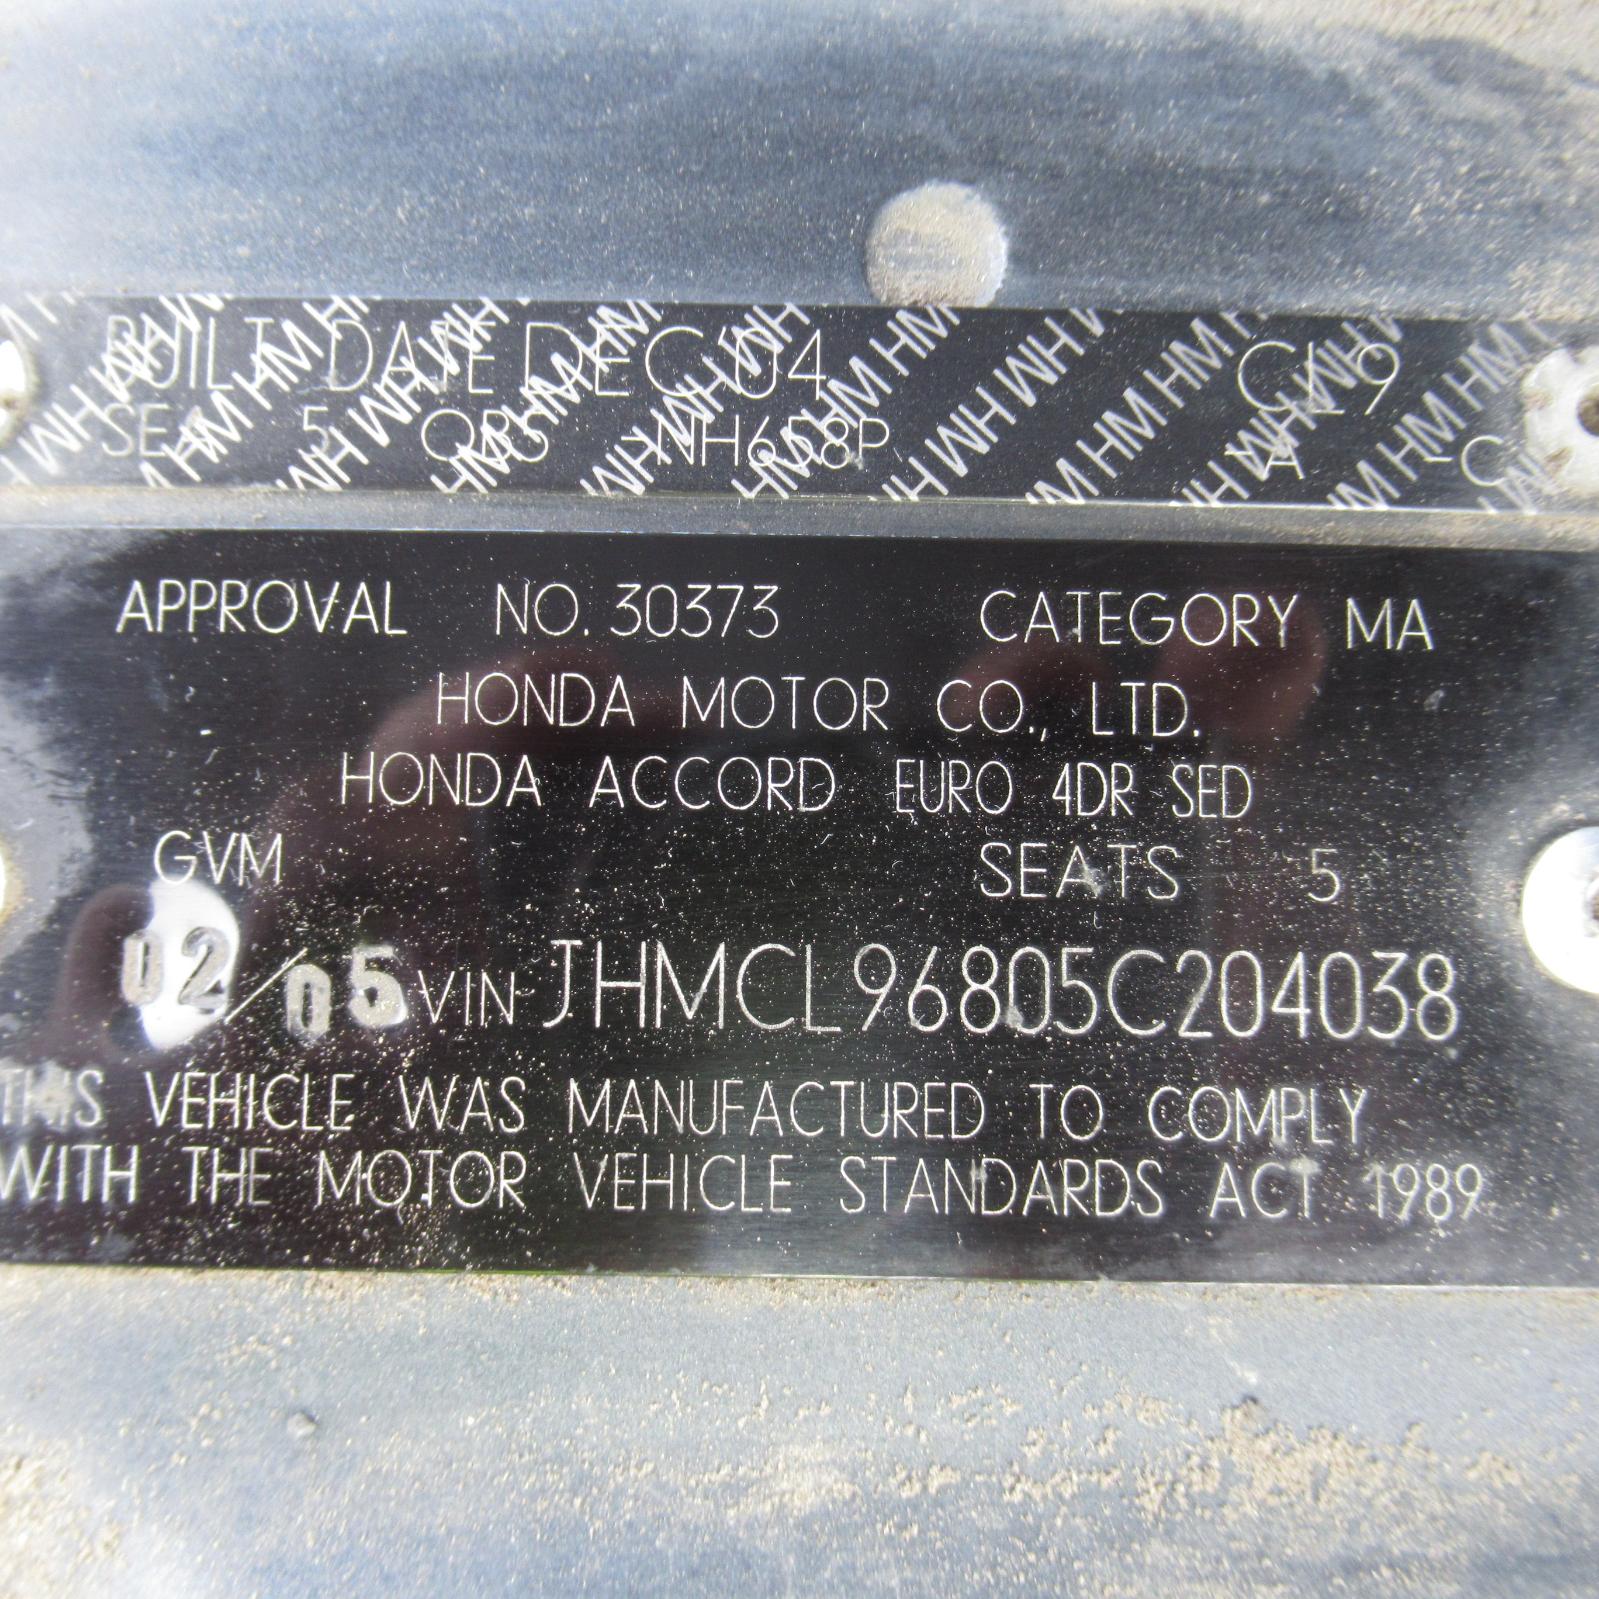 BUILT DATE DEC 04 CL9
SEA 5 NH658P A -C
APPROVAL NO. 30373 CATEGORY MA
HONDA MOTOR CO., LTD.
HONDA ACCORD EURO 4DR SED
GVM SEATS 5
02/05 VIN JHMCL96805C204038
THIS VEHICLE WAS MANUFACTURED TO COMPLY
WITH THE MOTOR VEHICLE STANDARDS ACT 1989